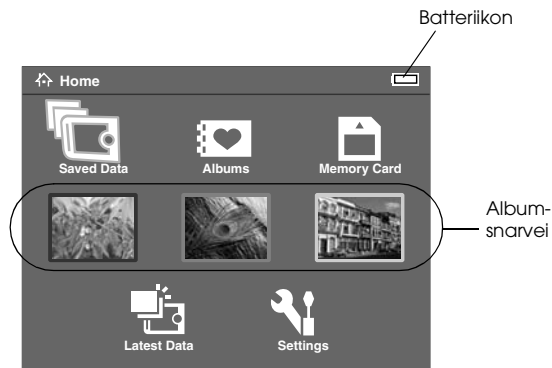 Batteriikon
Home
Saved Data
Albums
Memory Card
Album-
snarvei
Latest Data
Settings